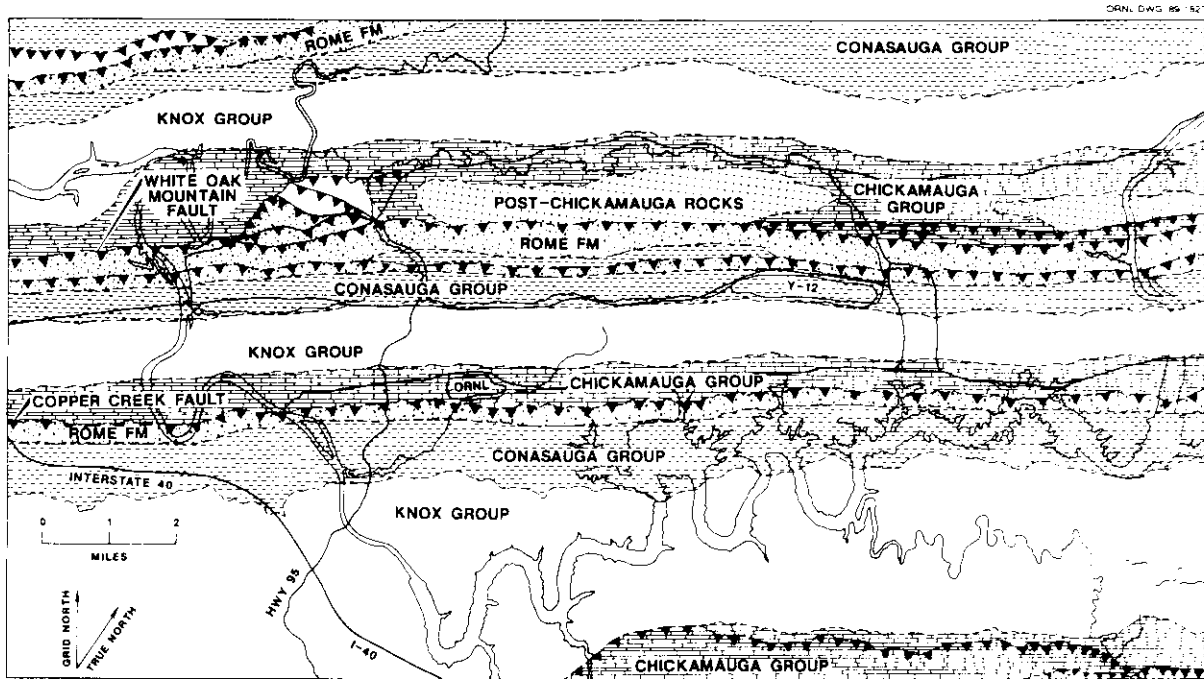 ORNL DWG 89
ROME FM
CONASAUGA GROUP
KNOX GROUP
WHITE OAK
MOUNTAIN
FAULT
CHICKAMAUGA
GROUP
POST-CHICKAMAUGA ROCKS
ROME FM
CONASAUGA GROUP
Y-12
KNOX GROUP
ORNL
CHICKAMAUGA GROUP
COPPER CREEK FAULT
ROME FM
CONASAUGA GROUP
INTERSTATE 40
KNOX GROUP
0 1 2
MILES
HWY 95
GRID NORTH
TRUE NORTH
I-40
CHICKAMAUGA GROUP